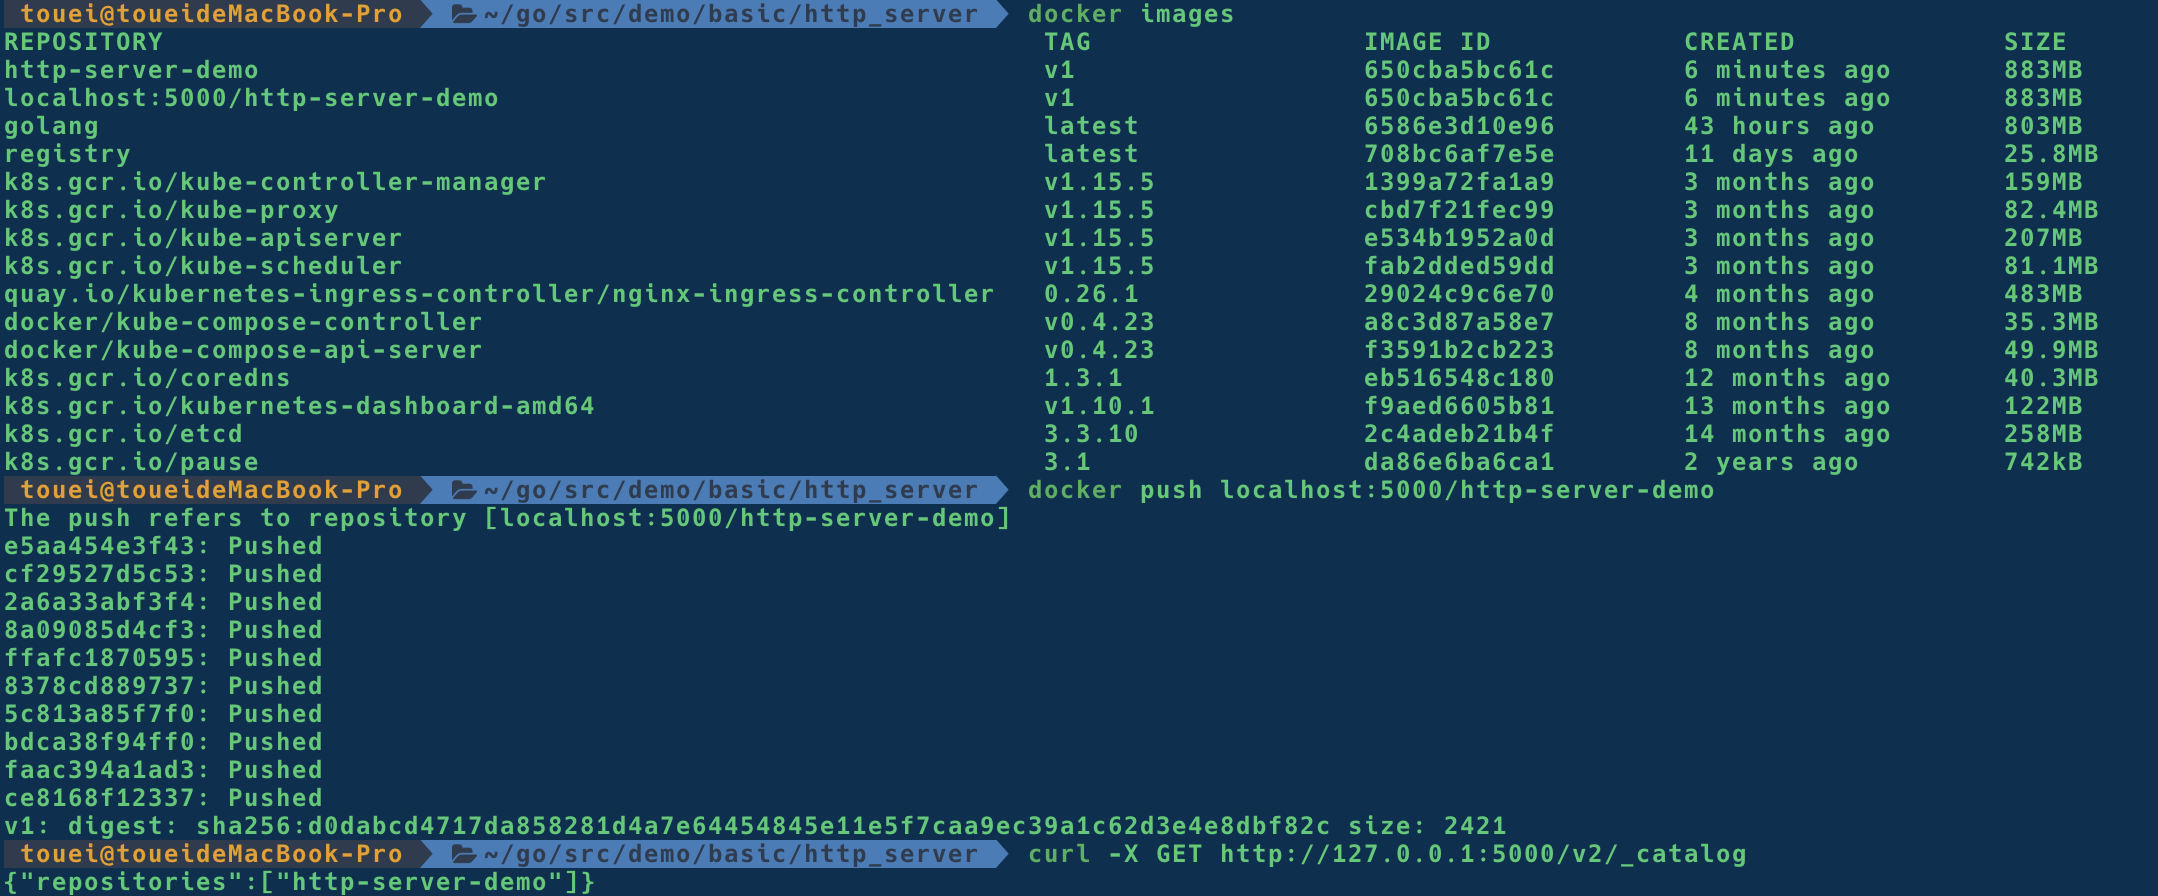 touei@toueideMacBook-Pro ~/go/src/demo/basic/http_server docker images
REPOSITORY TAG IMAGE ID CREATED SIZE
http-server-demo v1 650cba5bc61c 6 minutes ago 883MB
localhost:5000/http-server-demo v1 650cba5bc61c 6 minutes ago 883MB
golang latest 6586e3d10e96 43 hours ago 803MB
registry latest 708bc6af7e5e 11 days ago 25.8MB
k8s.gcr.io/kube-controller-manager v1.15.5 1399a72fa1a9 3 months ago 159MB
k8s.gcr.io/kube-proxy v1.15.5 cbd7f21fec99 3 months ago 82.4MB
k8s.gcr.io/kube-apiserver v1.15.5 e534b1952a0d 3 months ago 207MB
k8s.gcr.io/kube-scheduler v1.15.5 fab2dded59dd 3 months ago 81.1MB
quay.io/kubernetes-ingress-controller/nginx-ingress-controller 0.26.1 29024c9c6e70 4 months ago 483MB
docker/kube-compose-controller v0.4.23 a8c3d87a58e7 8 months ago 35.3MB
docker/kube-compose-api-server v0.4.23 f3591b2cb223 8 months ago 49.9MB
k8s.gcr.io/coredns 1.3.1 eb516548c180 12 months ago 40.3MB
k8s.gcr.io/kubernetes-dashboard-amd64 v1.10.1 f9aed6605b81 13 months ago 122MB
k8s.gcr.io/etcd 3.3.10 2c4adeb21b4f 14 months ago 258MB
k8s.gcr.io/pause 3.1 da86e6ba6ca1 2 years ago 742kB
touei@toueideMacBook-Pro ~/go/src/demo/basic/http_server docker push localhost:5000/http-server-demo
The push refers to repository [localhost:5000/http-server-demo]
e5aa454e3f43: Pushed
cf29527d5c53: Pushed
2a6a33abf3f4: Pushed
8a09085d4cf3: Pushed
ffafc1870595: Pushed
8378cd889737: Pushed
5c813a85f7f0: Pushed
bdca38f94ff0: Pushed
faac394a1ad3: Pushed
ce8168f12337: Pushed
v1: digest: sha256:d0dabcd4717da858281d4a7e64454845e11e5f7caa9ec39a1c62d3e4e8dbf82c size: 2421
touei@toueideMacBook-Pro ~/go/src/demo/basic/http_server curl -X GET http://127.0.0.1:5000/v2/_catalog
{"repositories":["http-server-demo"]}